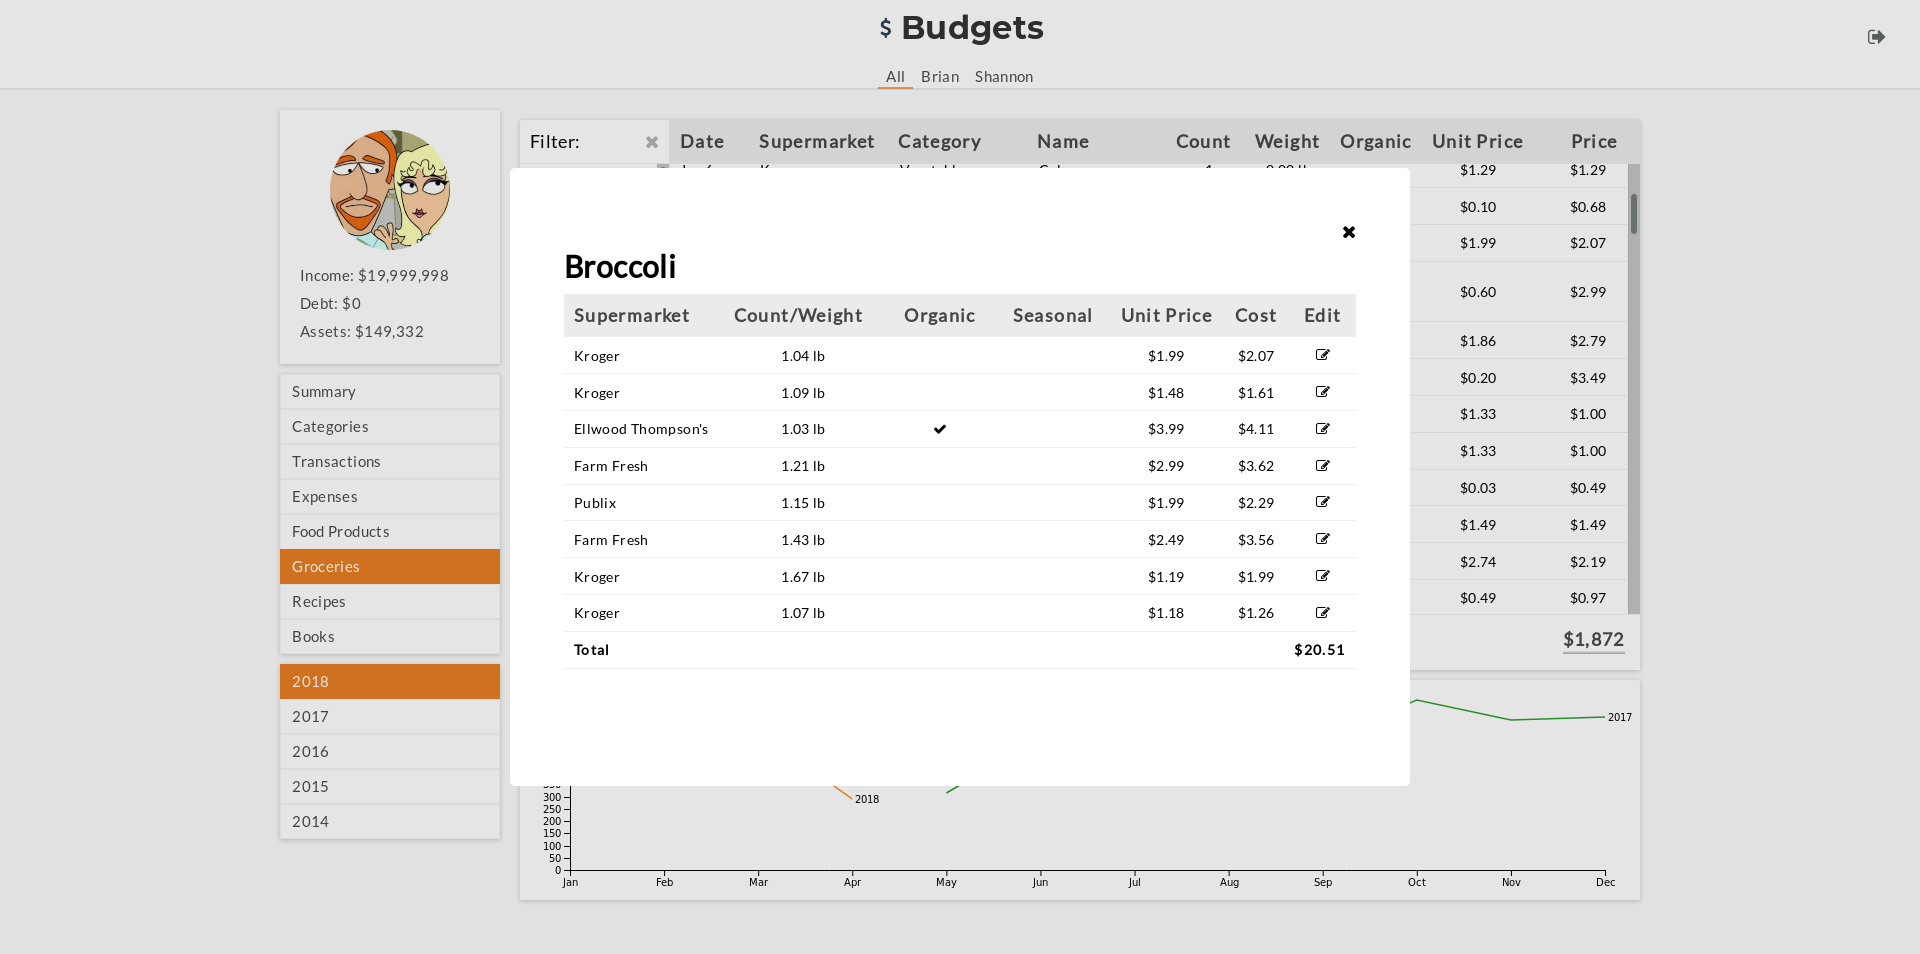 $ Budgets
All Brian Shannon
Income: $19,999,998
Debt: $0
Assets: $149,332
Summary
Categories
Transactions
Expenses
Food Products
Groceries
Recipes
Books
2018
2017
2016
2015
2014
Filter: Date Supermarket Category Name Count Weight Organic Unit Price Price
$1.29 $1.29
$0.10 $0.68
$1.99 $2.07
$0.60 $2.99
$1.86 $2.79
$0.20 $3.49
$1.33 $1.00
$1.33 $1.00
$0.03 $0.49
$1.49 $1.49
$2.74 $2.19
$0.49 $0.97
$1,872
Broccoli
Supermarket Count/Weight Organic Seasonal Unit Price Cost Edit
Kroger 1.04 lb $1.99 $2.07
Kroger 1.09 lb $1.48 $1.61
Ellwood Thompson's 1.03 lb $3.99 $4.11
Farm Fresh 1.21 lb $2.99 $3.62
Publix 1.15 lb $1.99 $2.29
Farm Fresh 1.43 lb $2.49 $3.56
Kroger 1.67 lb $1.19 $1.99
Kroger 1.07 lb $1.18 $1.26
Total $20.51
2017
2018
300
250
200
150
100
50
0
Jan Feb Mar Apr May Jun Jul Aug Sep Oct Nov Dec